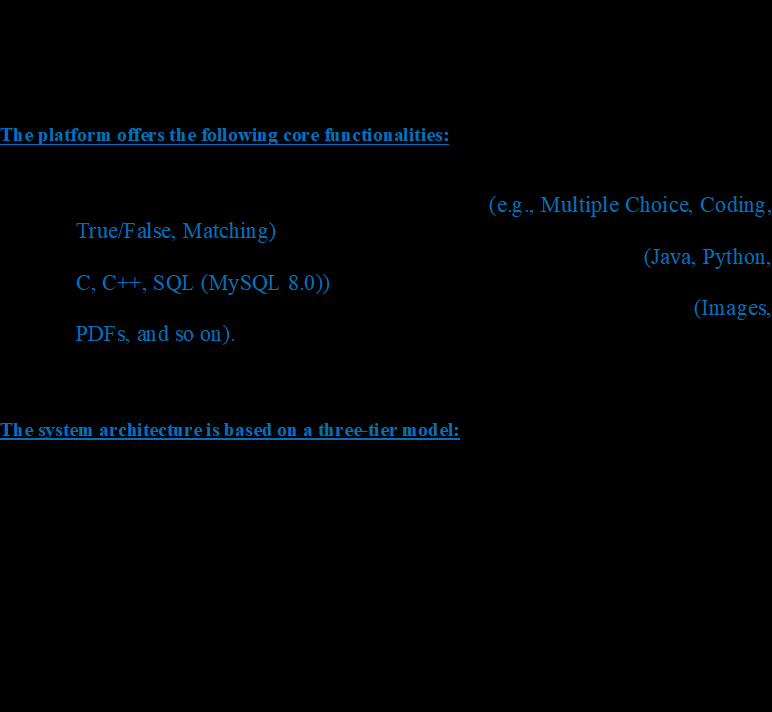 The platform offers the following core functionalities:
(e.g., Multiple Choice, Coding,
True/False, Matching)
(Java, Python,
C, C++, SQL (MySQL 8.0))
(Images,
PDFs, and so on).
The system architecture is based on a three-tier model: